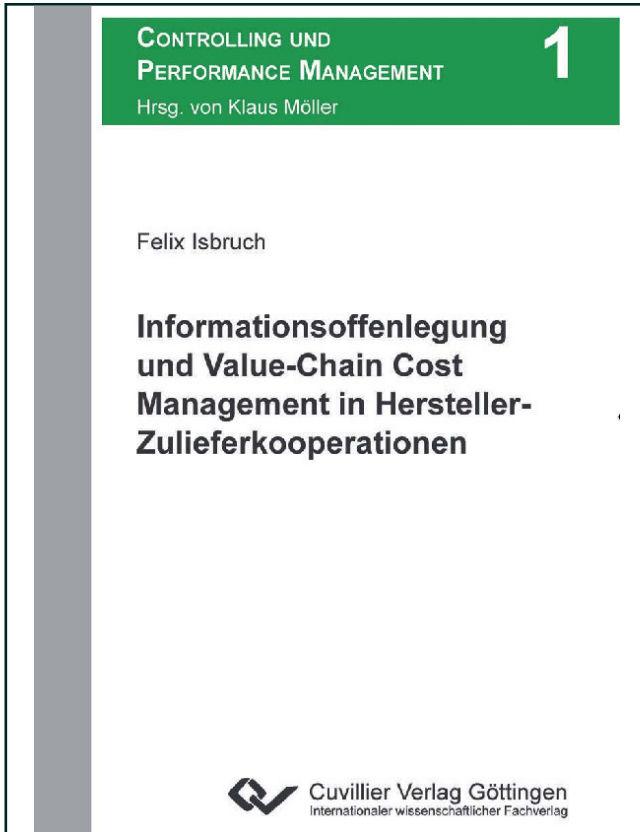 CONTROLLING UND
PERFORMANCE MANAGEMENT
1
Hrsg. von Klaus Möller
Felix Isbruch
Informationsoffenlegung
und Value-Chain Cost
Management in Hersteller-
Zulieferkooperationen
Cuvillier Verlag Göttingen
Internationaler wissenschaftlicher Fachverlag